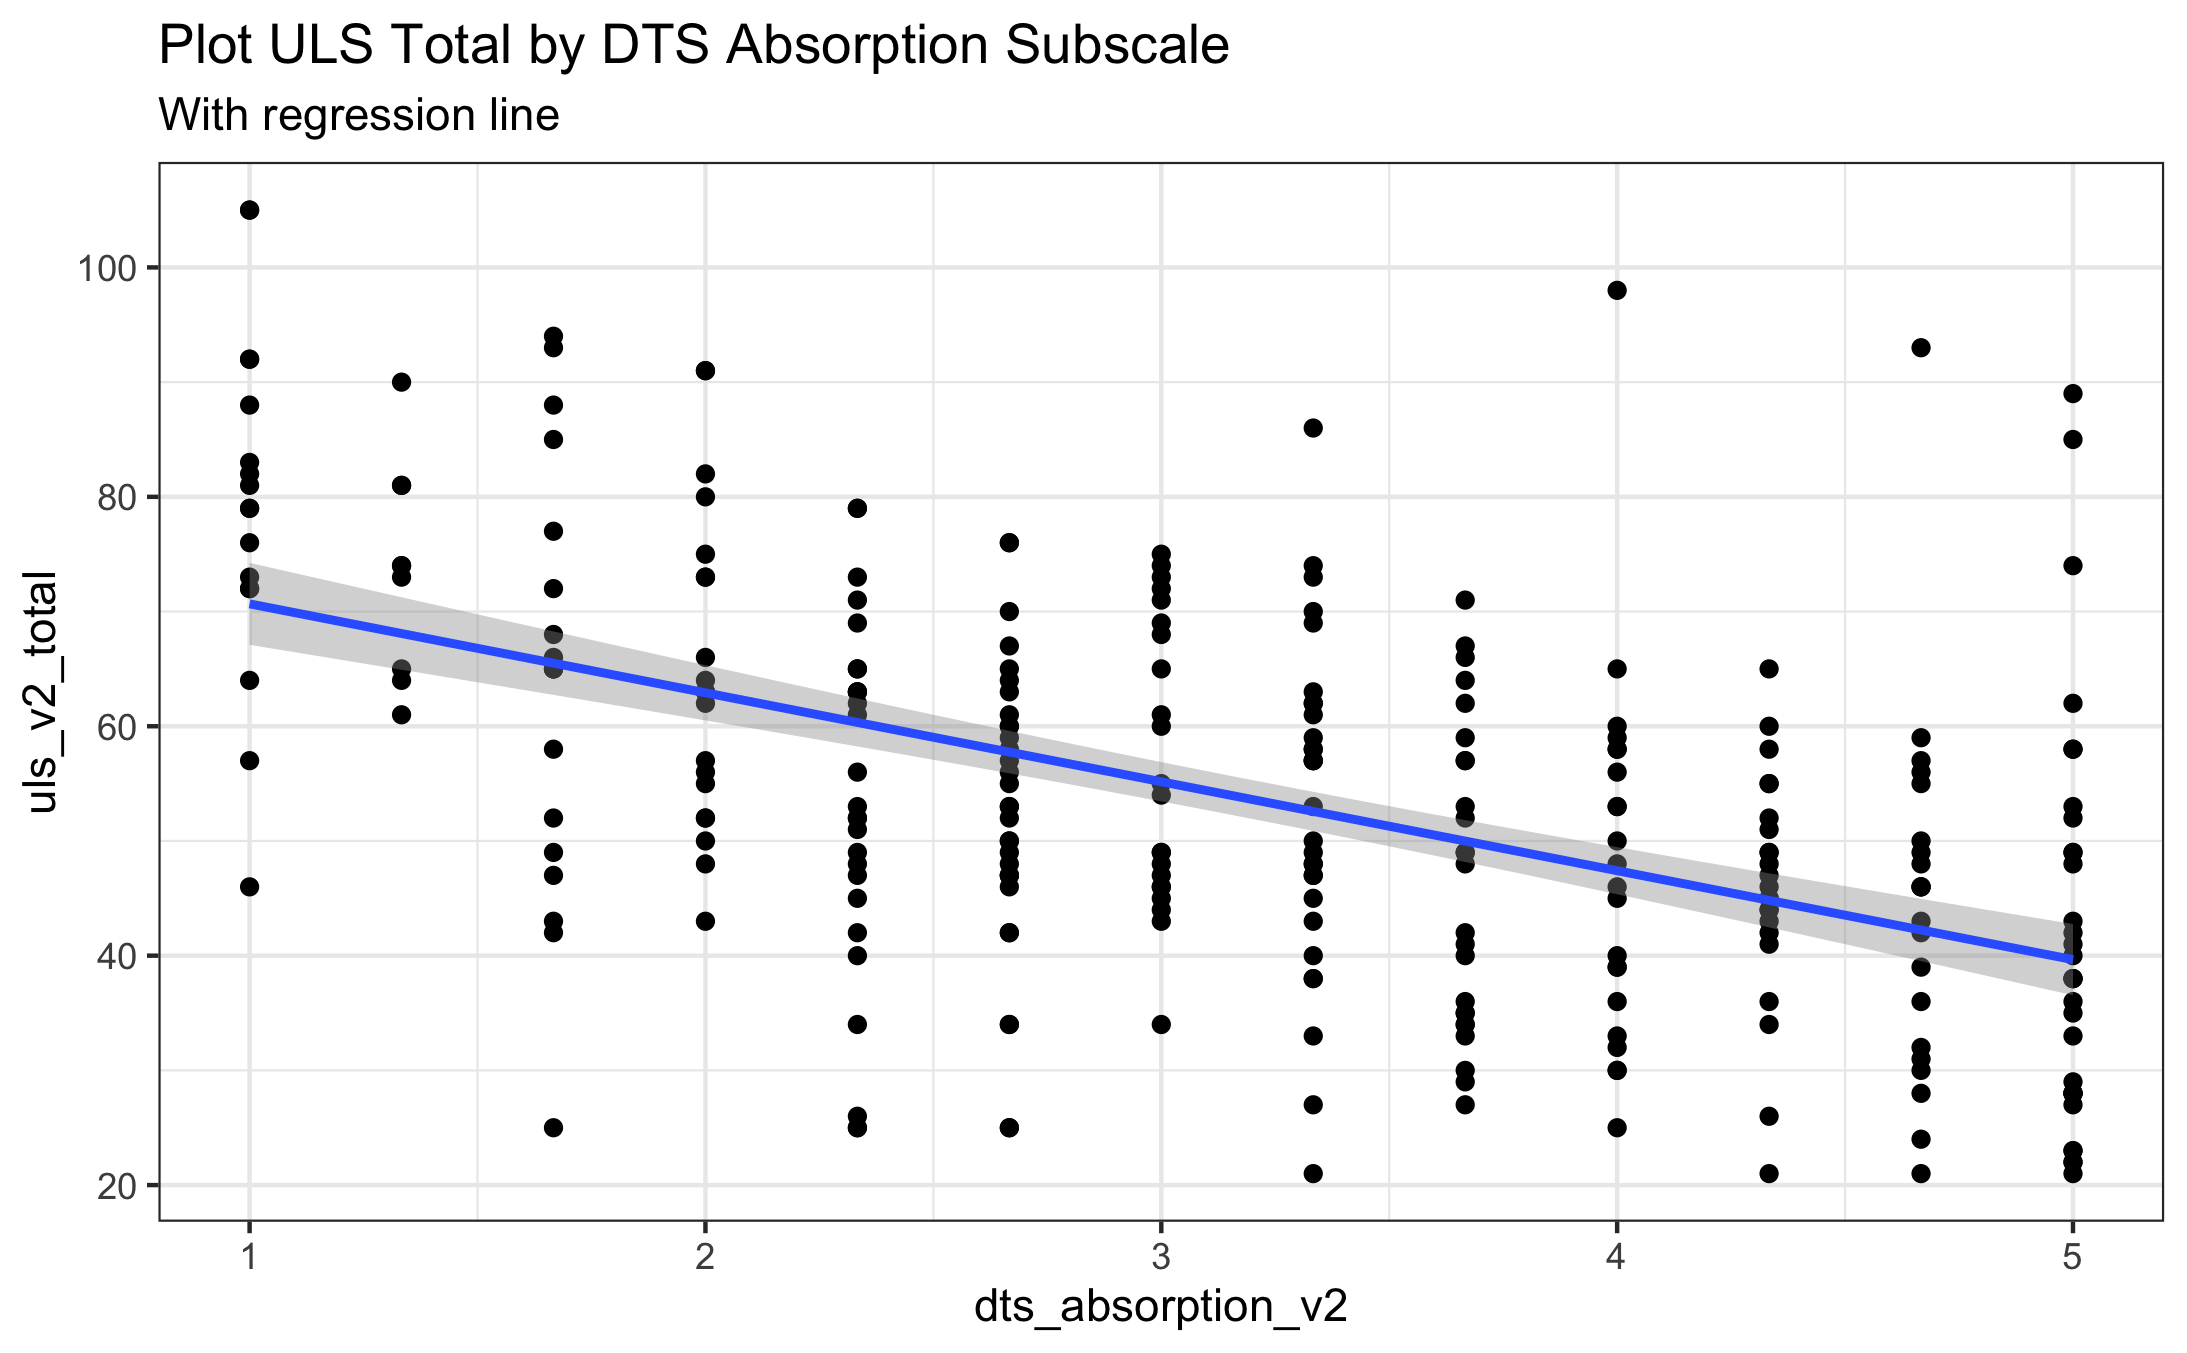 Plot ULS Total by DTS Absorption Subscale
With regression line
uls_v2_total
100
80
60
40
20
1 2 3 4 5
dts_absorption_v2